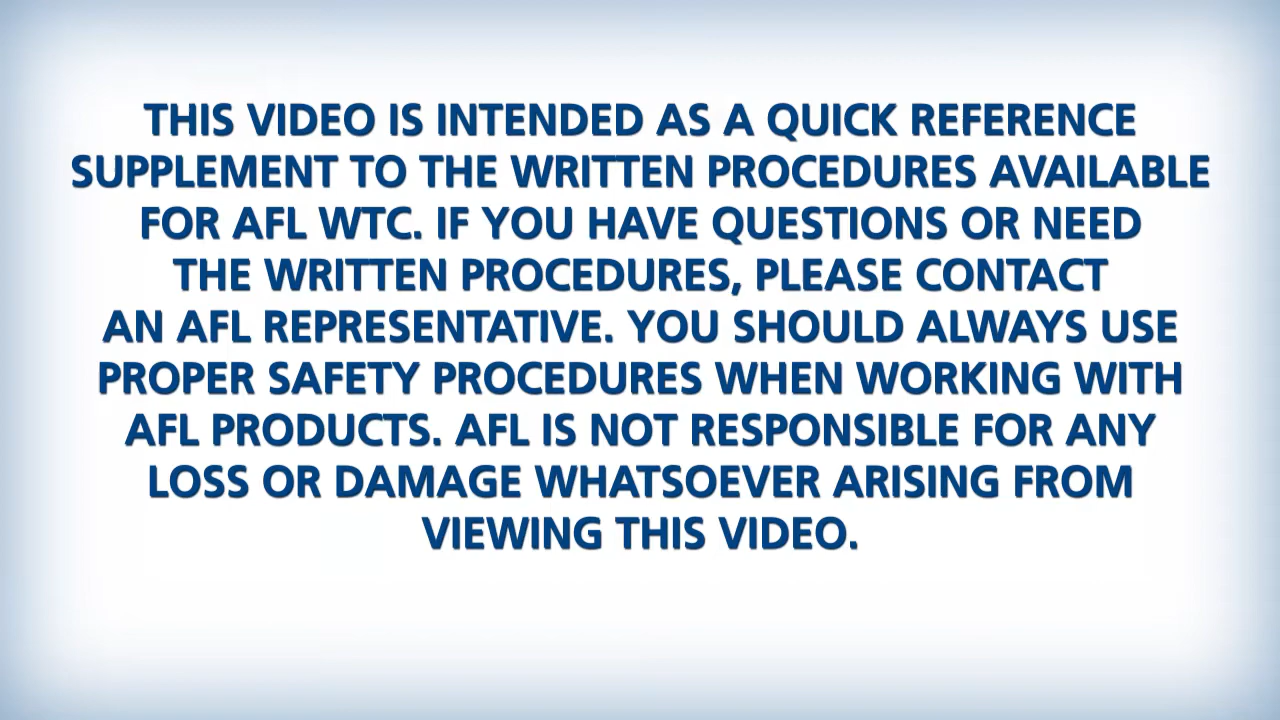 THIS VIDEO IS INTENDED AS A QUICK REFERENCE
SUPPLEMENT TO THE WRITTEN PROCEDURES AVAILABLE
FOR AFL WTC. IF YOU HAVE QUESTIONS OR NEED
THE WRITTEN PROCEDURES, PLEASE CONTACT
AN AFL REPRESENTATIVE. YOU SHOULD ALWAYS USE
PROPER SAFETY PROCEDURES WHEN WORKING WITH
AFL PRODUCTS. AFL IS NOT RESPONSIBLE FOR ANY
LOSS OR DAMAGE WHATSOEVER ARISING FROM
VIEWING THIS VIDEO.